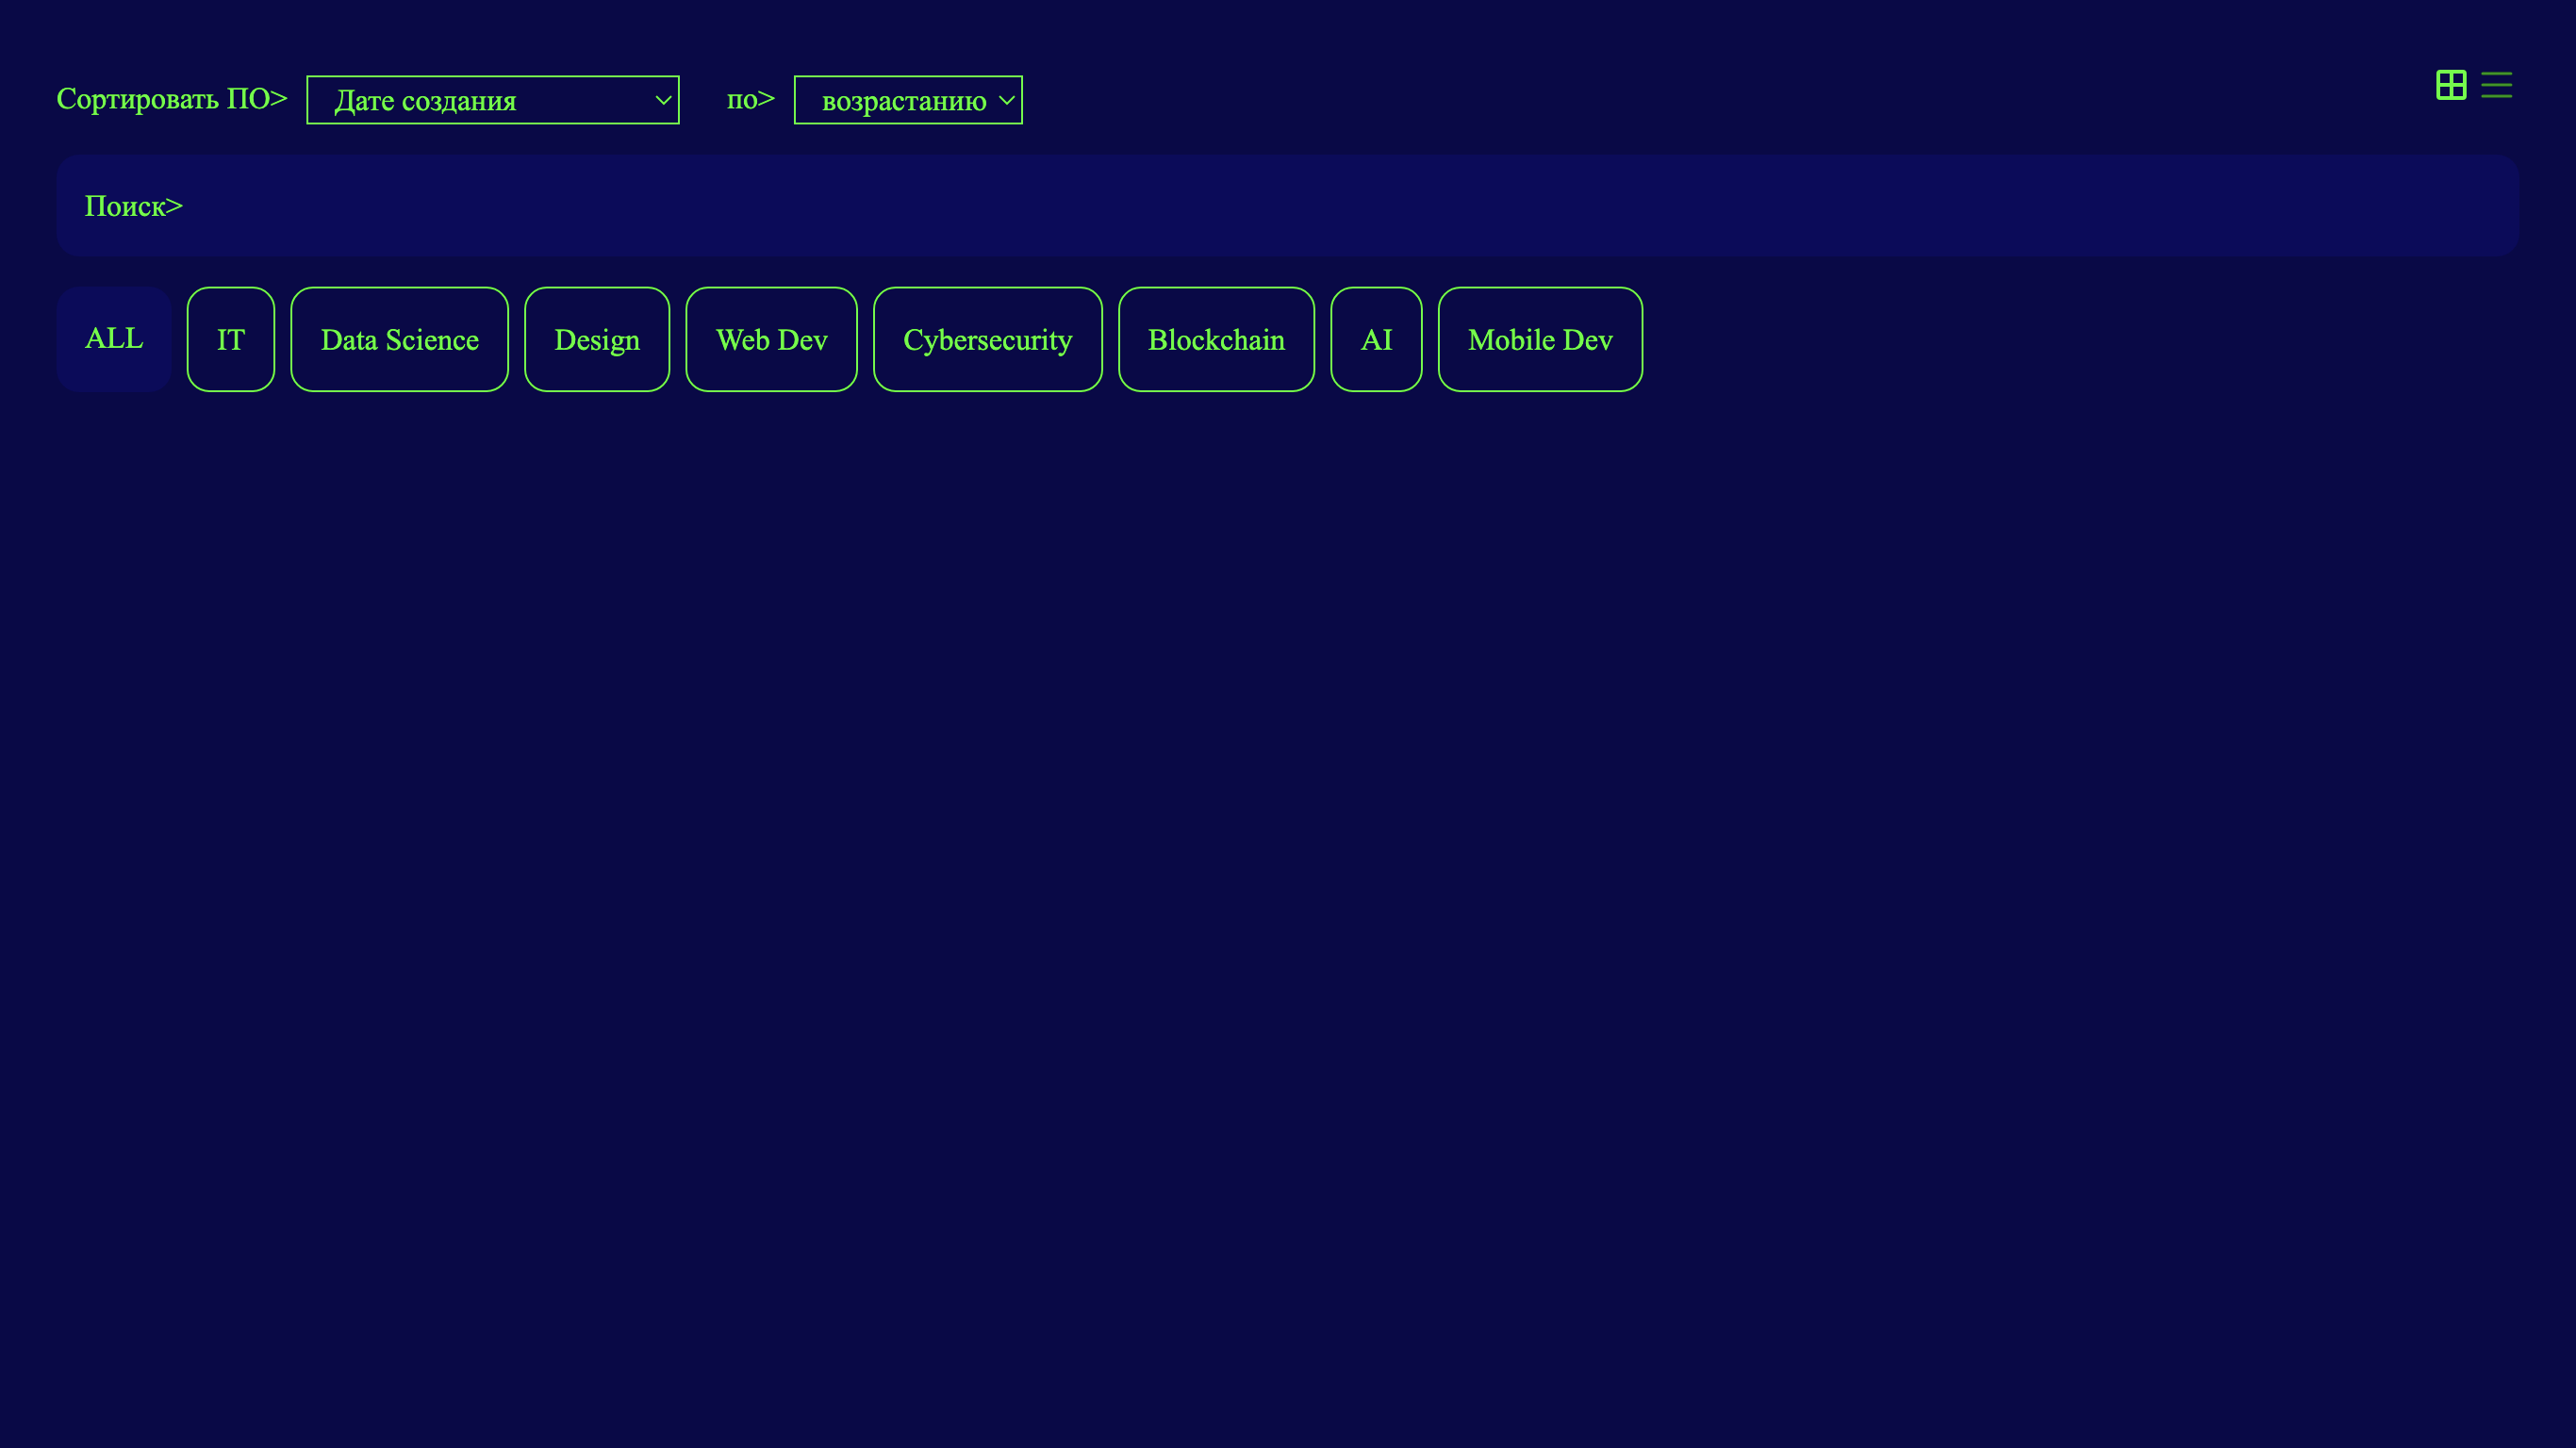 Сортировать ПО> Дате создания по> возрастанию
Поиск>
ALL IT Data Science Design Web Dev Cybersecurity Blockchain AI Mobile Dev